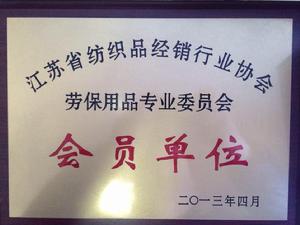 江苏省纺织品经销行业协会
劳保用品专业委员会
会员单位
二〇一三年四月